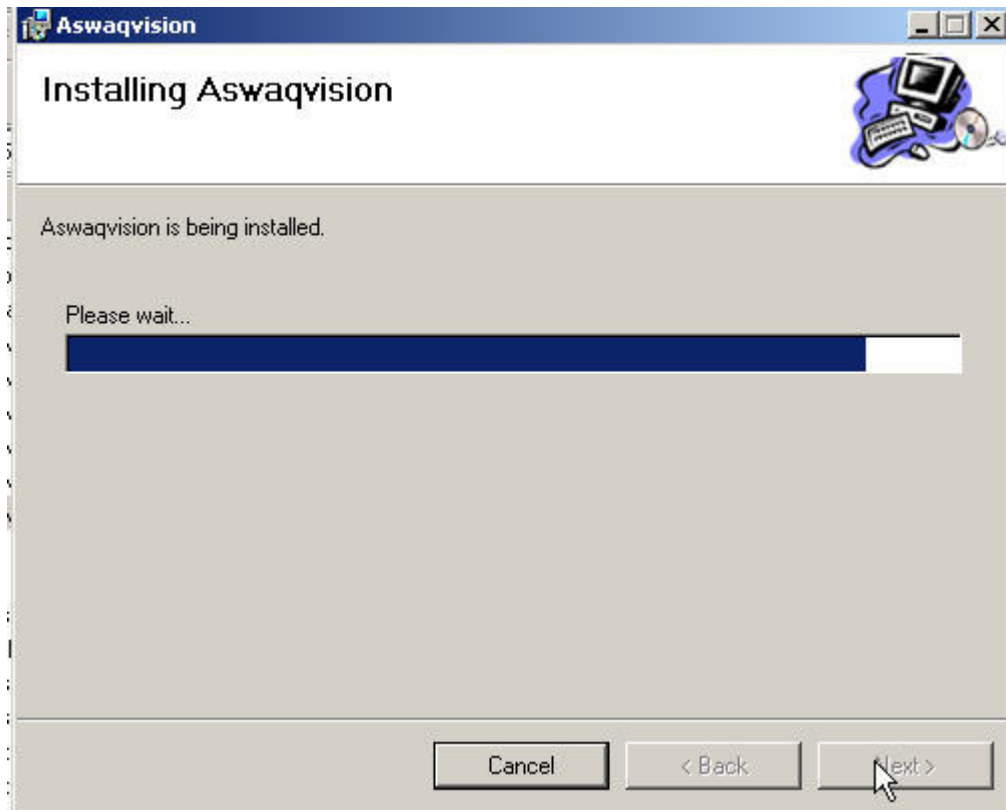 Aswaqvision
Installing Aswaqvision
Aswaqvision is being installed.
Please wait...
Cancel
< Back
Next >